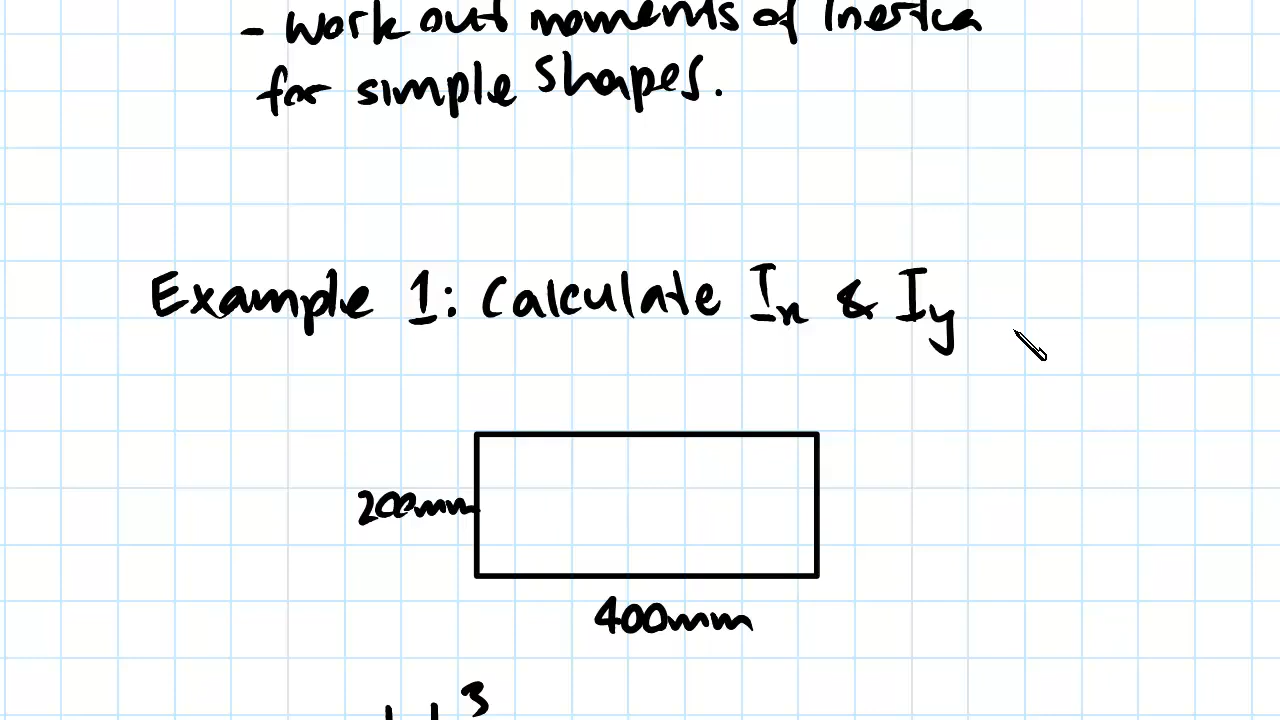 - work out moments of Inertia
for simple shapes.
Example 1: Calculate Ix & Iy
200mm
400mm